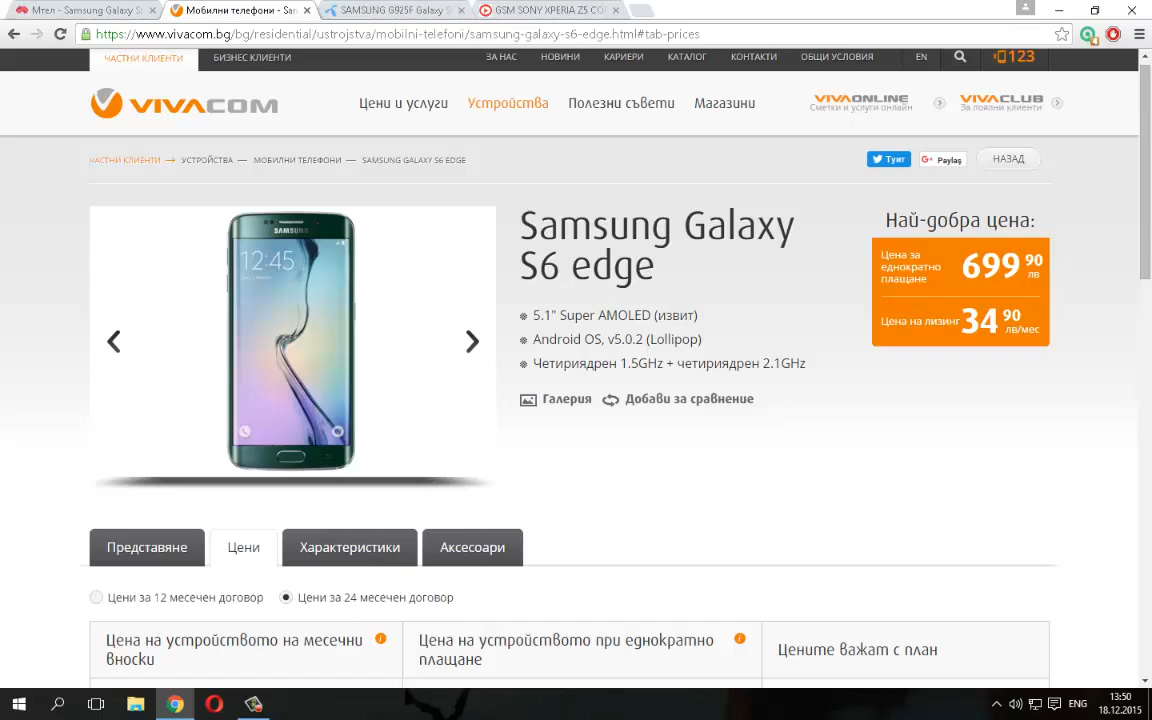 Мтел - Samsung Galaxy S
Мобилни телефони - Sam
SAMSUNG G925F Galaxy S
GSM SONY XPERIA Z5 CO
https://www.vivacom.bg/bg/residential/ustrojstva/mobilni-telefoni/samsung-galaxy-s6-edge.html#tab-prices
ЧАСТНИ КЛИЕНТИ БИЗНЕС КЛИЕНТИ ЗА НАС НОВИНИ КАРИЕРИ КАТАЛОГ КОНТАКТИ ОБЩИ УСЛОВИЯ EN 123
VIVACOM Цени и услуги Устройства Полезни съвети Магазини VIVAONLINE VIVACLUB
Сметки и услуги онлайн За лоялни клиенти
ЧАСТНИ КЛИЕНТИ → УСТРОЙСТВА — МОБИЛНИ ТЕЛЕФОНИ — SAMSUNG GALAXY S6 EDGE Туит G+ Paylaş НАЗАД
SAMSUNG
12:45
Samsung Galaxy
S6 edge
5.1" Super AMOLED (извит)
Android OS, v5.0.2 (Lollipop)
Четириядрен 1.5GHz + четириядрен 2.1GHz
Галерия Добави за сравнение
Най-добра цена:
Цена за
еднократно
плащане
699 90
лв
Цена на лизинг 34 90
лв/мес
Представяне Цени Характеристики Аксесоари
Цени за 12 месечен договор Цени за 24 месечен договор
Цена на устройството на месечни
вноски
Цена на устройството при еднократно
плащане
Цените важат с план
ENG
13:50
18.12.2015